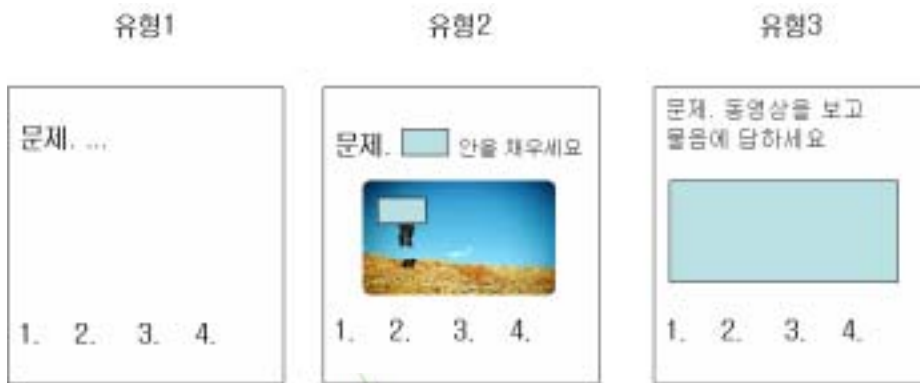 유형1
유형2
유형3
문제. ...
1. 2. 3. 4.
문제. 안을 채우세요
1. 2. 3. 4.
문제. 동영상을 보고
물음에 답하세요
1. 2. 3. 4.